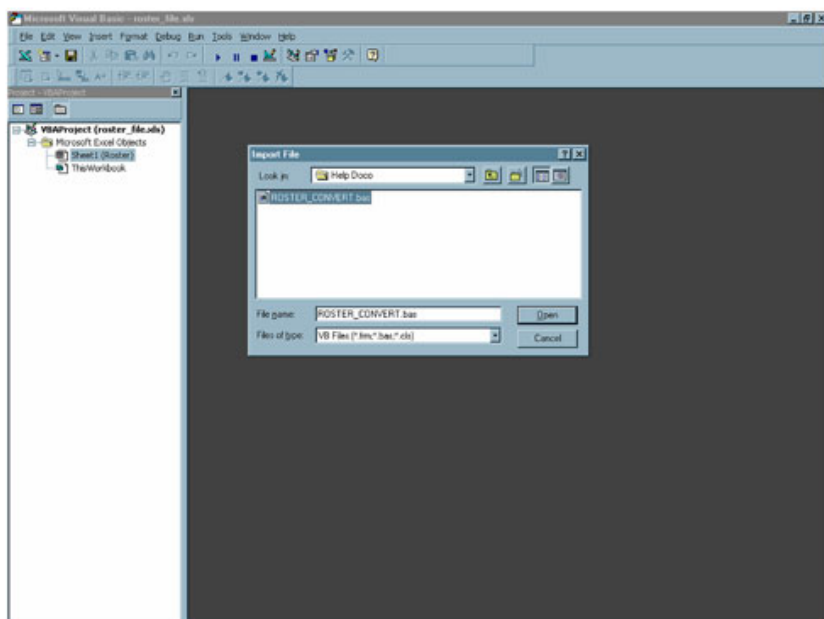 Microsoft Visual Basic - roster_file.xls
File Edit View Insert Format Debug Run Tools Window Help
Project - VBAProject
VBAProject (roster_file.xls)
Microsoft Excel Objects
Sheet1 (Roster)
ThisWorkbook
Import File
Look in: Help Doco
ROSTER_CONVERT.bas
File name: ROSTER_CONVERT.bas
Open
Files of type: VB Files (*.frm;*.bas;*.cls)
Cancel